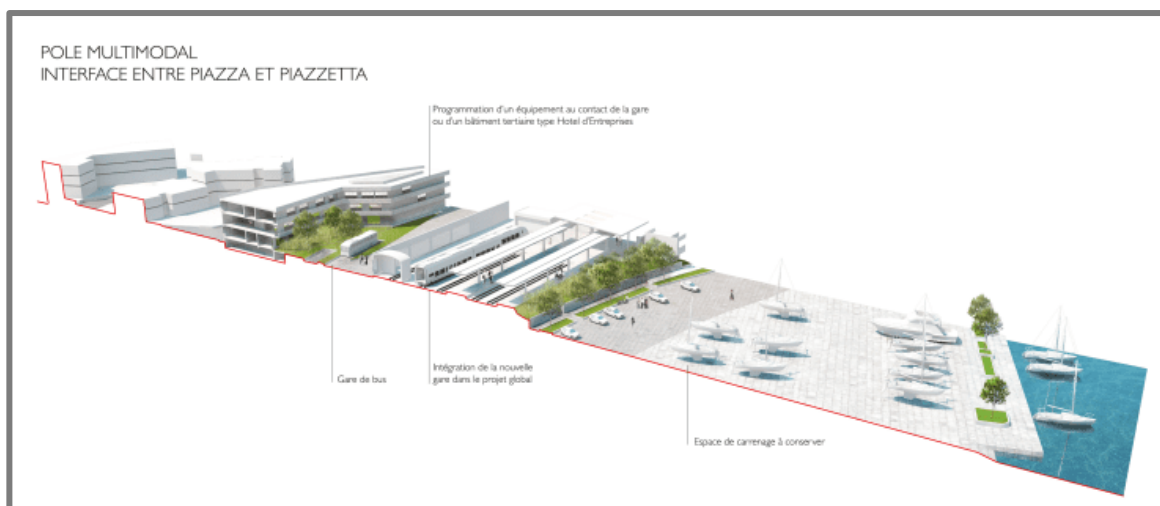 POLE MULTIMODAL
INTERFACE ENTRE PIAZZA ET PIAZZETTA
Programmation d'un équipement au contact de la gare
ou d'un bâtiment tertiaire type Hotel d'Entreprises
Gare de bus
Intégration de la nouvelle
gare dans le projet global
Espace de carrenage à conserver